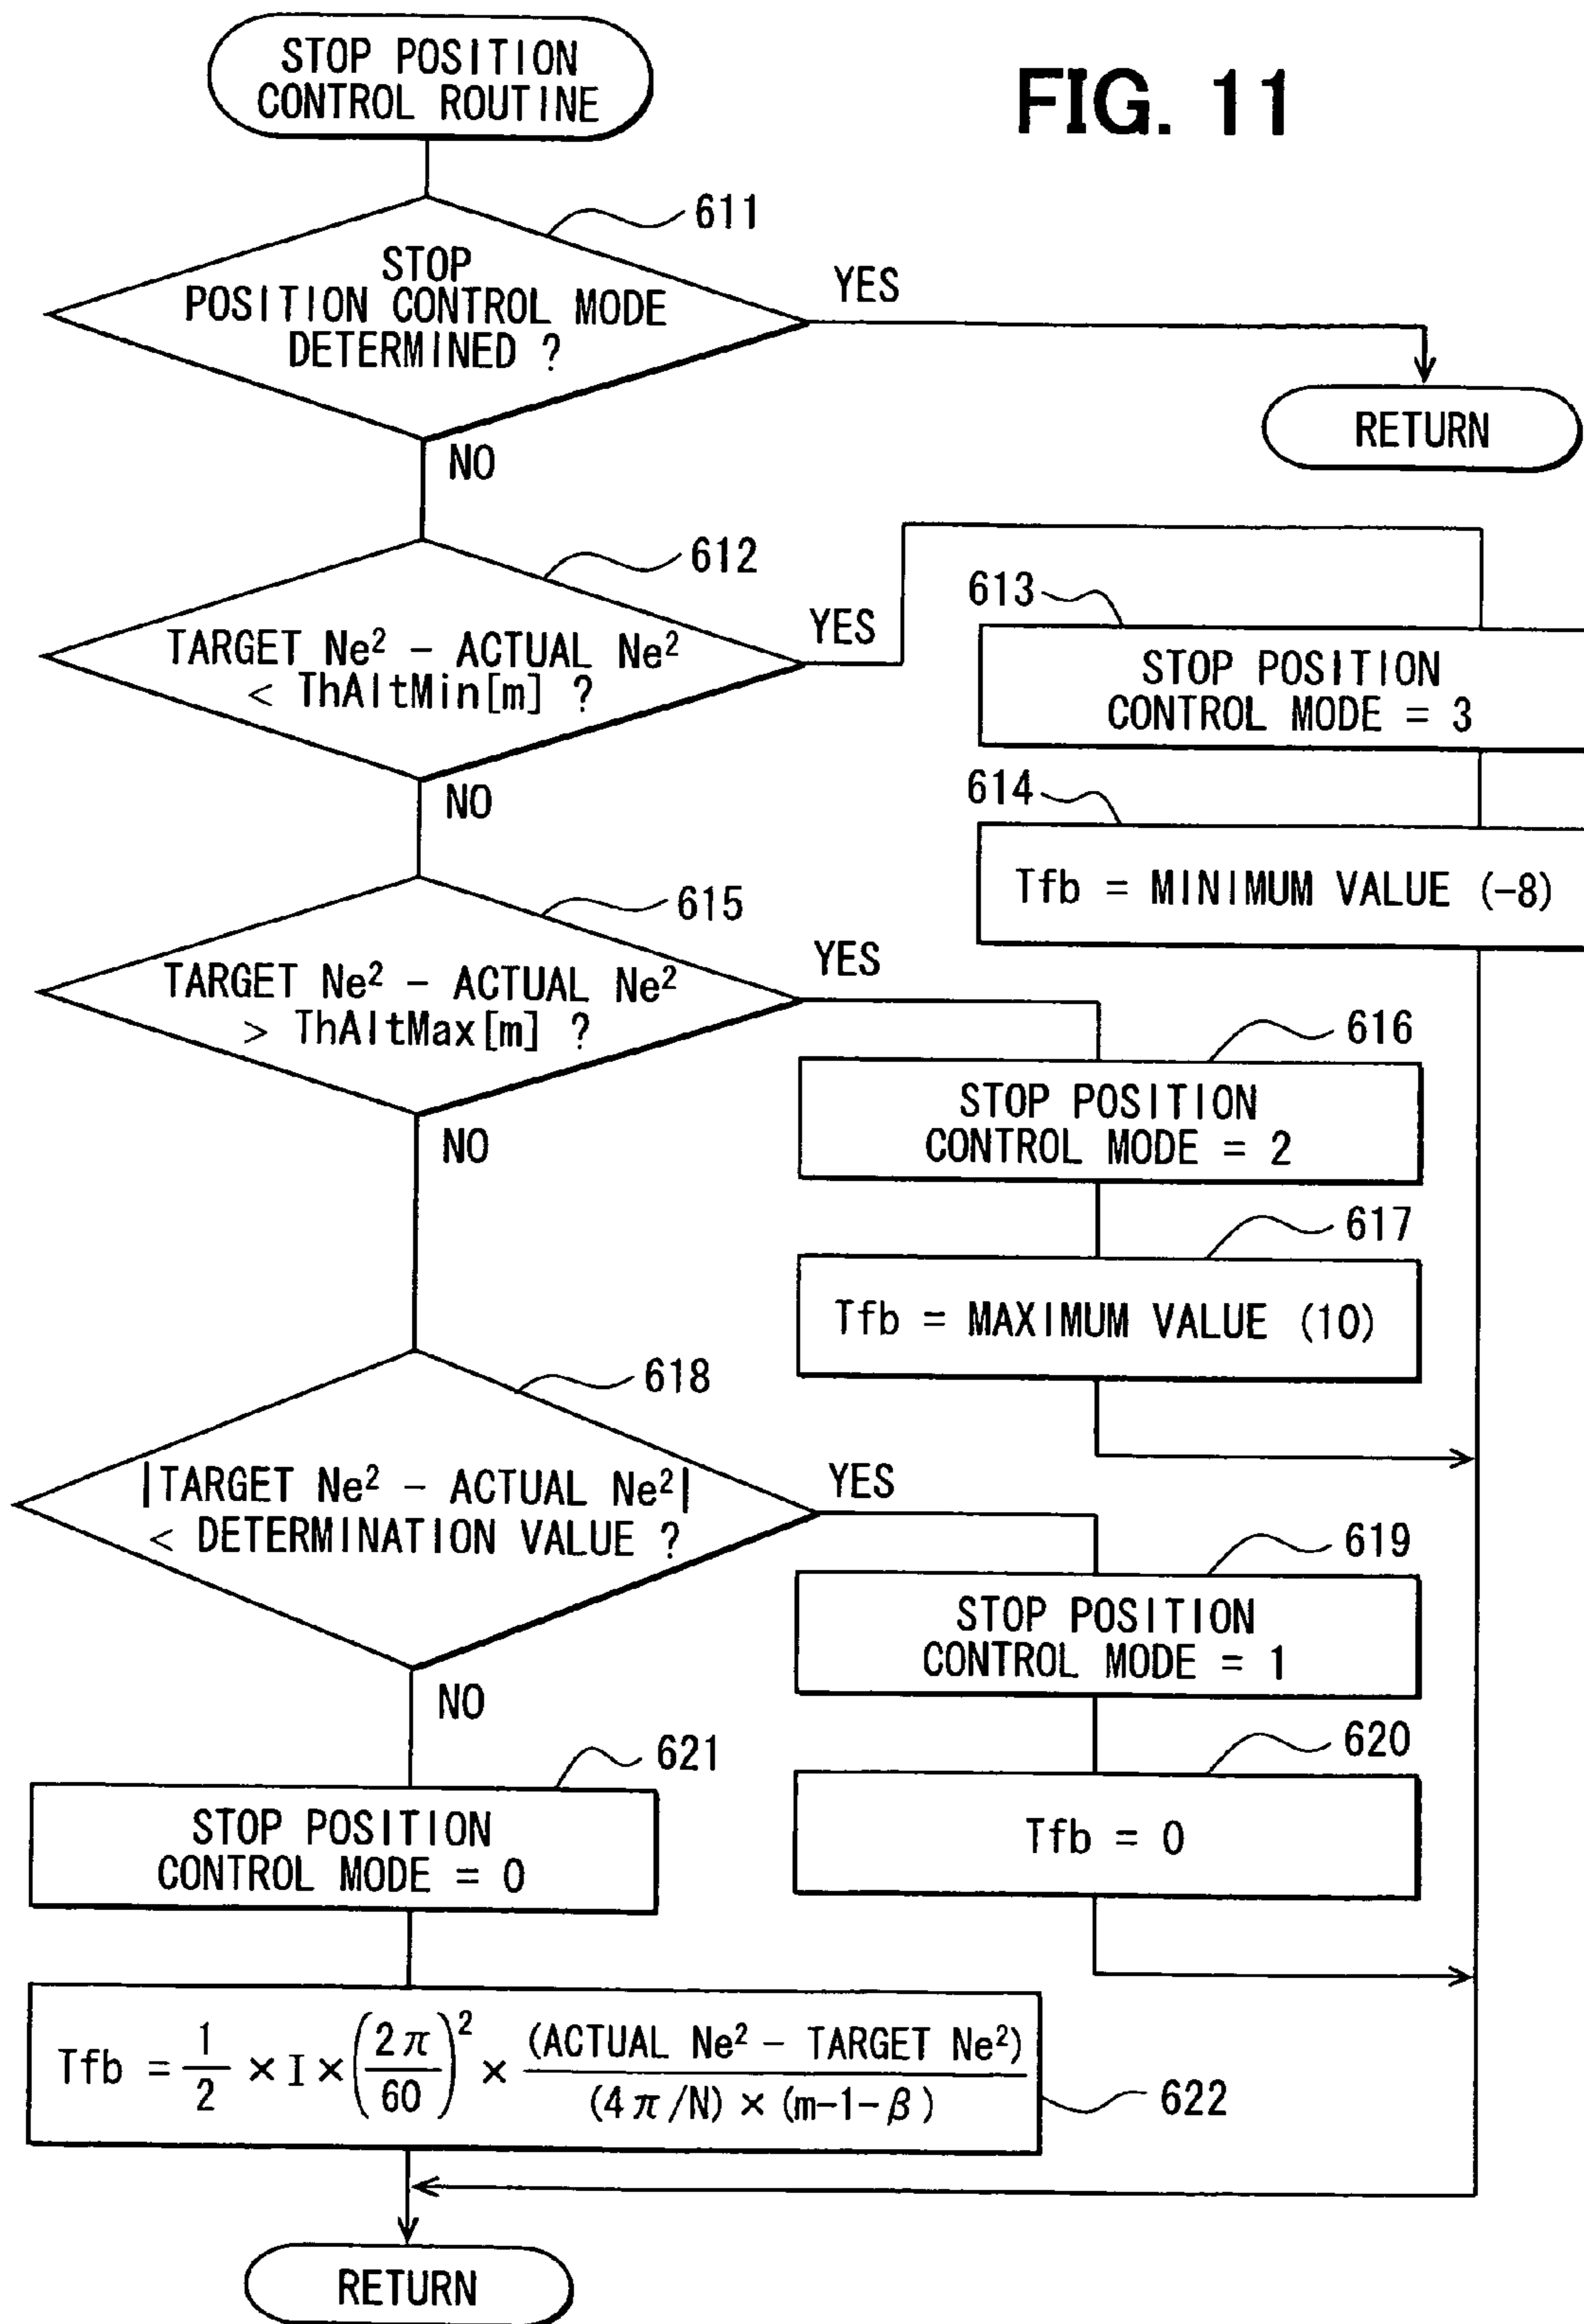 STOP POSITION
CONTROL ROUTINE
FIG. 11
611
STOP
POSITION CONTROL MODE
DETERMINED ?
YES
RETURN
NO
612
TARGET Ne² − ACTUAL Ne²
< ThAltMin[m] ?
YES
613
STOP POSITION
CONTROL MODE = 3
614
Tfb = MINIMUM VALUE (-8)
NO
615
TARGET Ne² − ACTUAL Ne²
> ThAltMax[m] ?
YES
616
STOP POSITION
CONTROL MODE = 2
617
Tfb = MAXIMUM VALUE (10)
NO
618
|TARGET Ne² − ACTUAL Ne²|
< DETERMINATION VALUE ?
YES
619
STOP POSITION
CONTROL MODE = 1
620
Tfb = 0
NO
621
STOP POSITION
CONTROL MODE = 0
Tfb = 1/2 × I × (2π/60)² × (ACTUAL Ne² − TARGET Ne²)/(4π/N) × (m-1-β)
622
RETURN